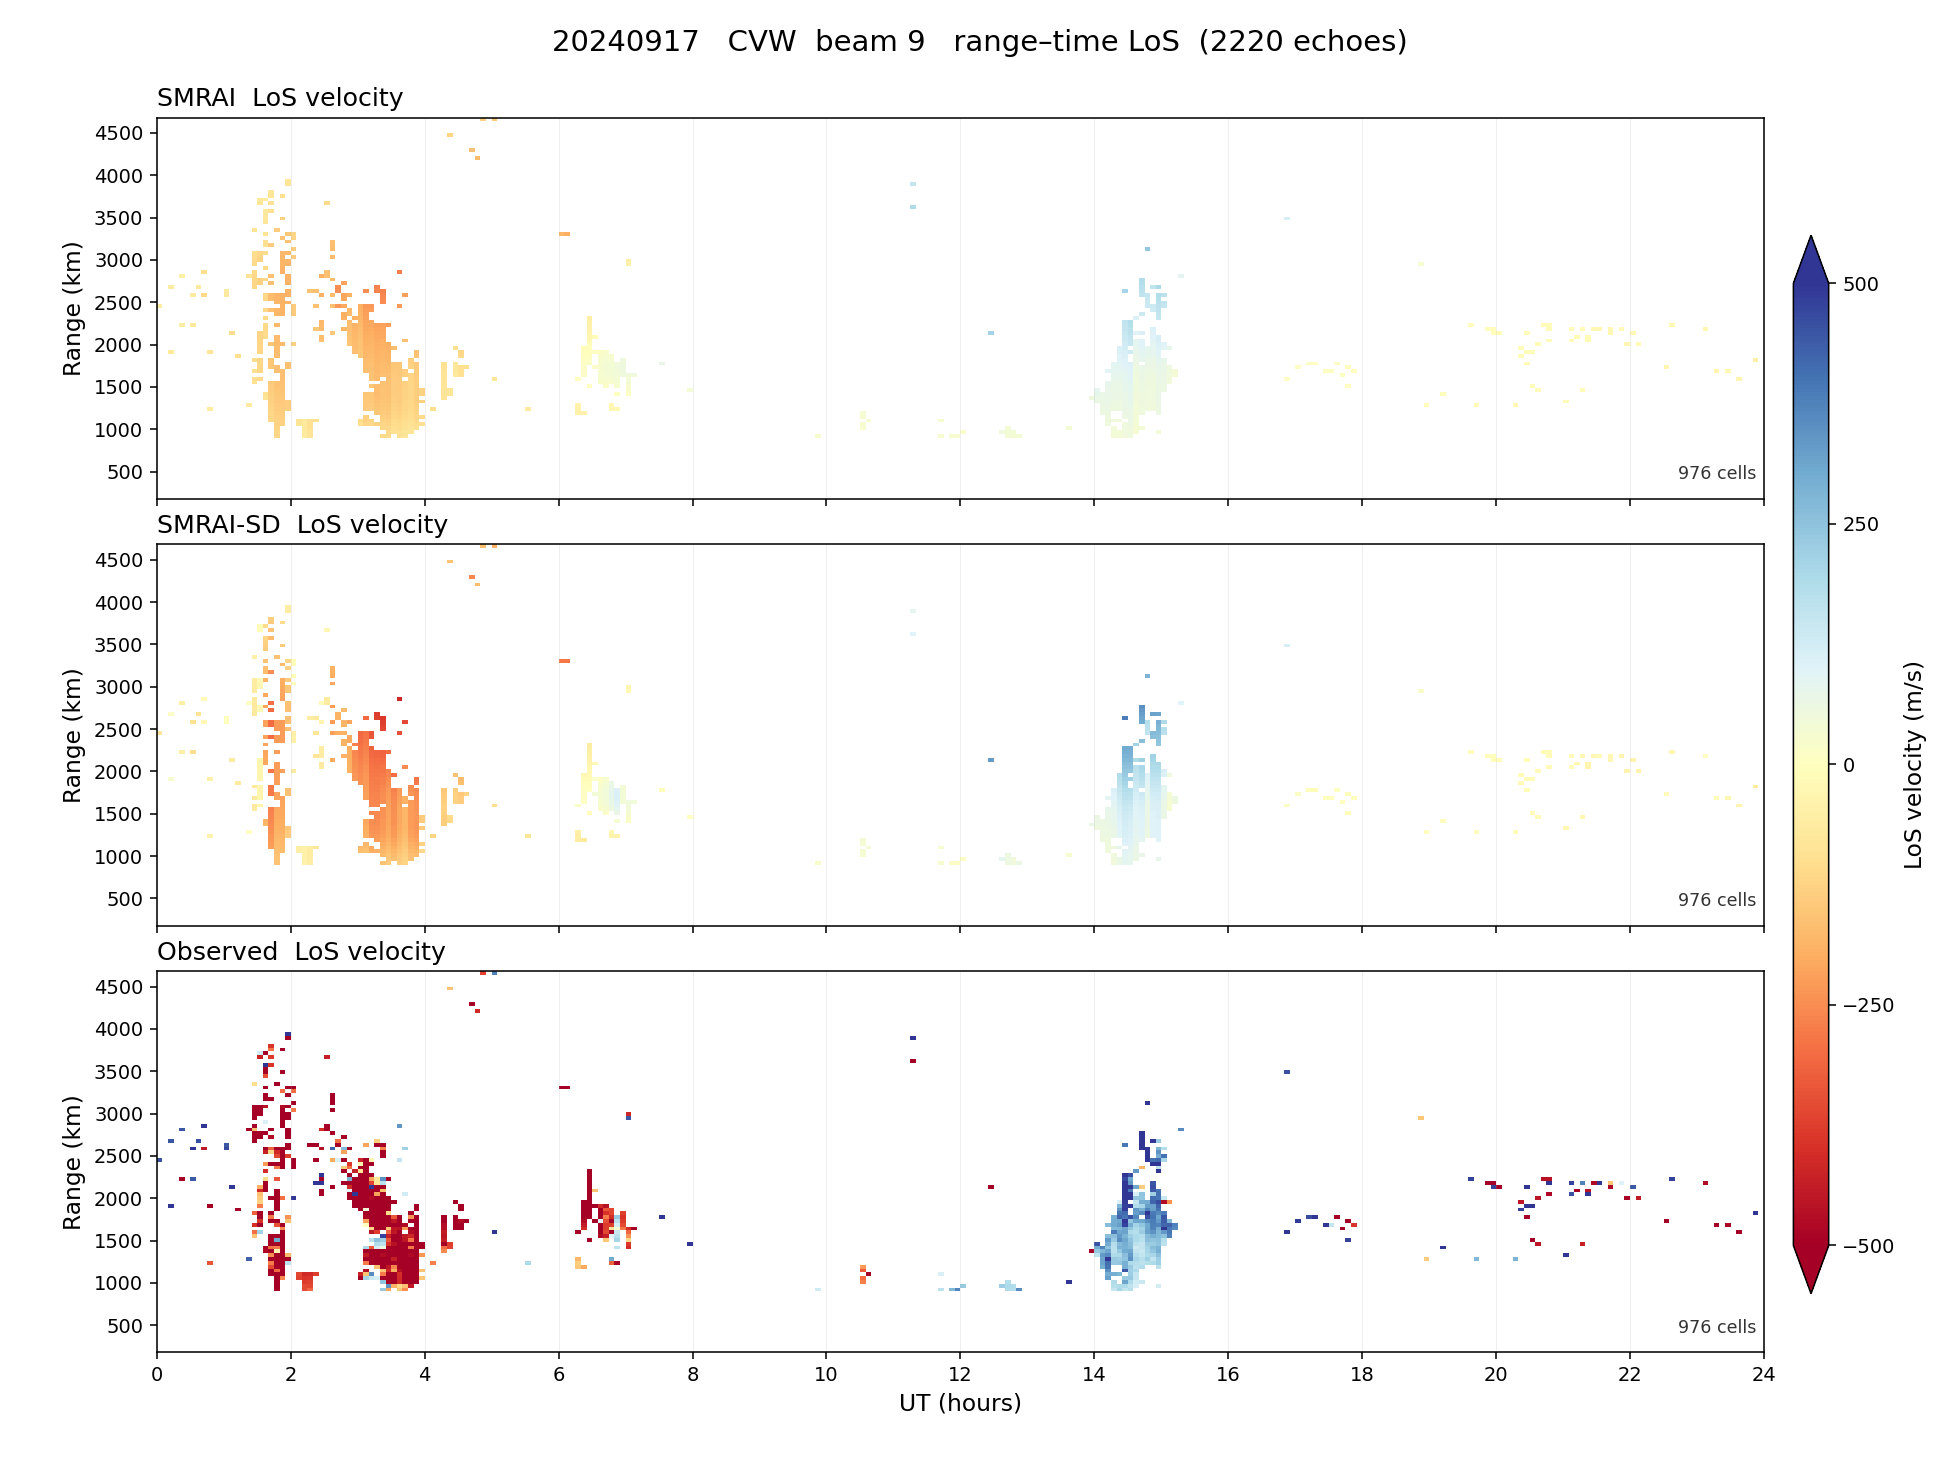 20240917   CVW  beam 9   range–time LoS  (2220 echoes)
SMRAI  LoS velocity
4500
4000
3500
3000
2500
2000
1500
1000
500
Range (km)
976 cells
SMRAI-SD  LoS velocity
4500
4000
3500
3000
2500
2000
1500
1000
500
Range (km)
976 cells
Observed  LoS velocity
4500
4000
3500
3000
2500
2000
1500
1000
500
Range (km)
976 cells
0 2 4 6 8 10 12 14 16 18 20 22 24
UT (hours)
500
250
0
−250
−500
LoS velocity (m/s)